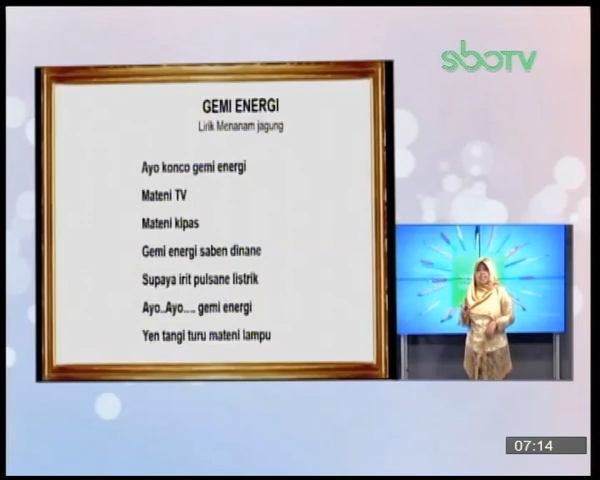 sbOTV
GEMI ENERGI
Lirik Menanam jagung
Ayo konco gemi energi
Mateni TV
Mateni kipas
Gemi energi saben dinane
Supaya irit pulsane listrik
Ayo..Ayo.... gemi energi
Yen tangi turu mateni lampu
07:14